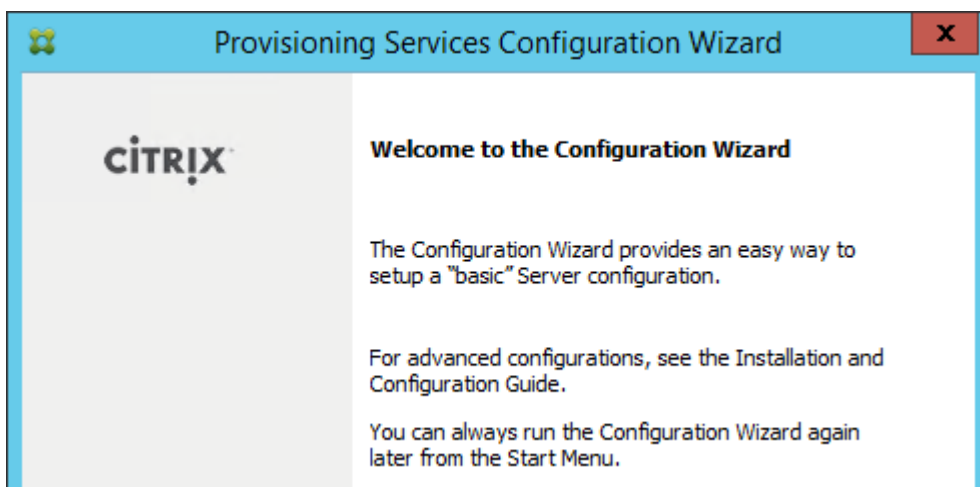 Provisioning Services Configuration Wizard
x
CİTRIX
Welcome to the Configuration Wizard
The Configuration Wizard provides an easy way to
setup a “basic” Server configuration.
For advanced configurations, see the Installation and
Configuration Guide.
You can always run the Configuration Wizard again
later from the Start Menu.